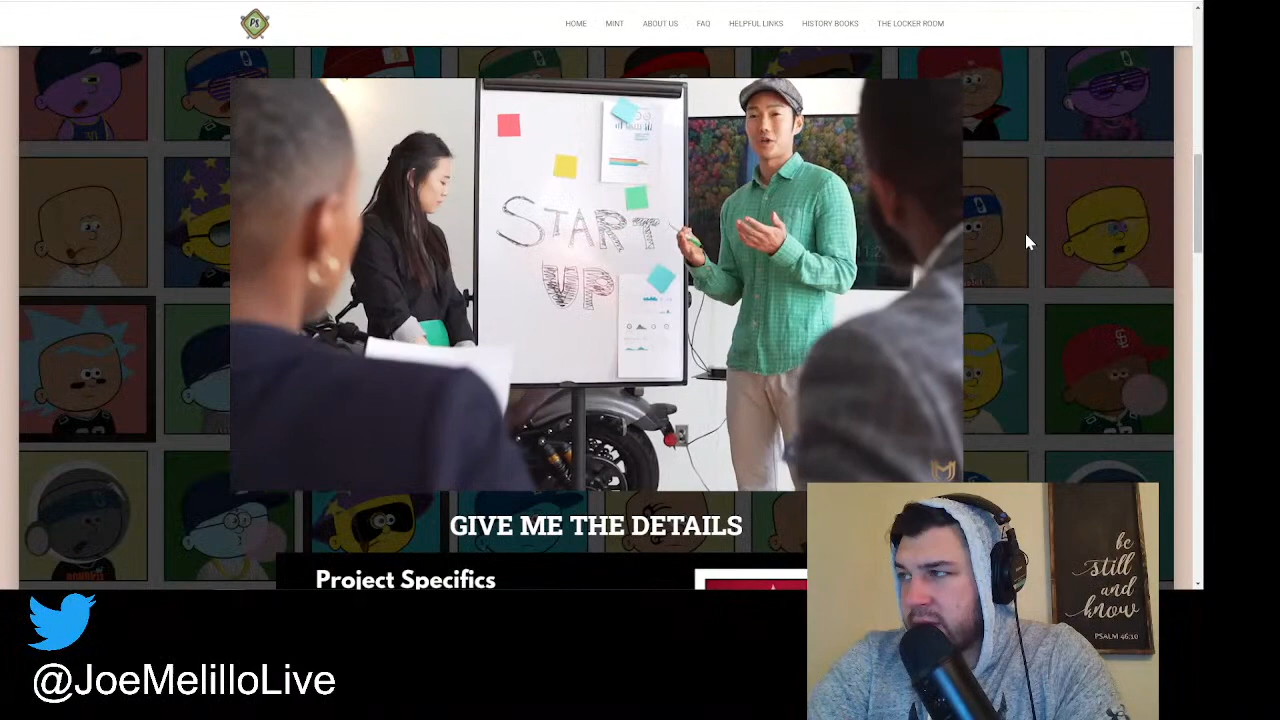 PS
HOME MINT ABOUT US FAQ HELPFUL LINKS HISTORY BOOKS THE LOCKER ROOM
START
UP
GIVE ME THE DETAILS
Project Specifics
be
still
and
know
PSALM 46:10
@JoeMelilloLive